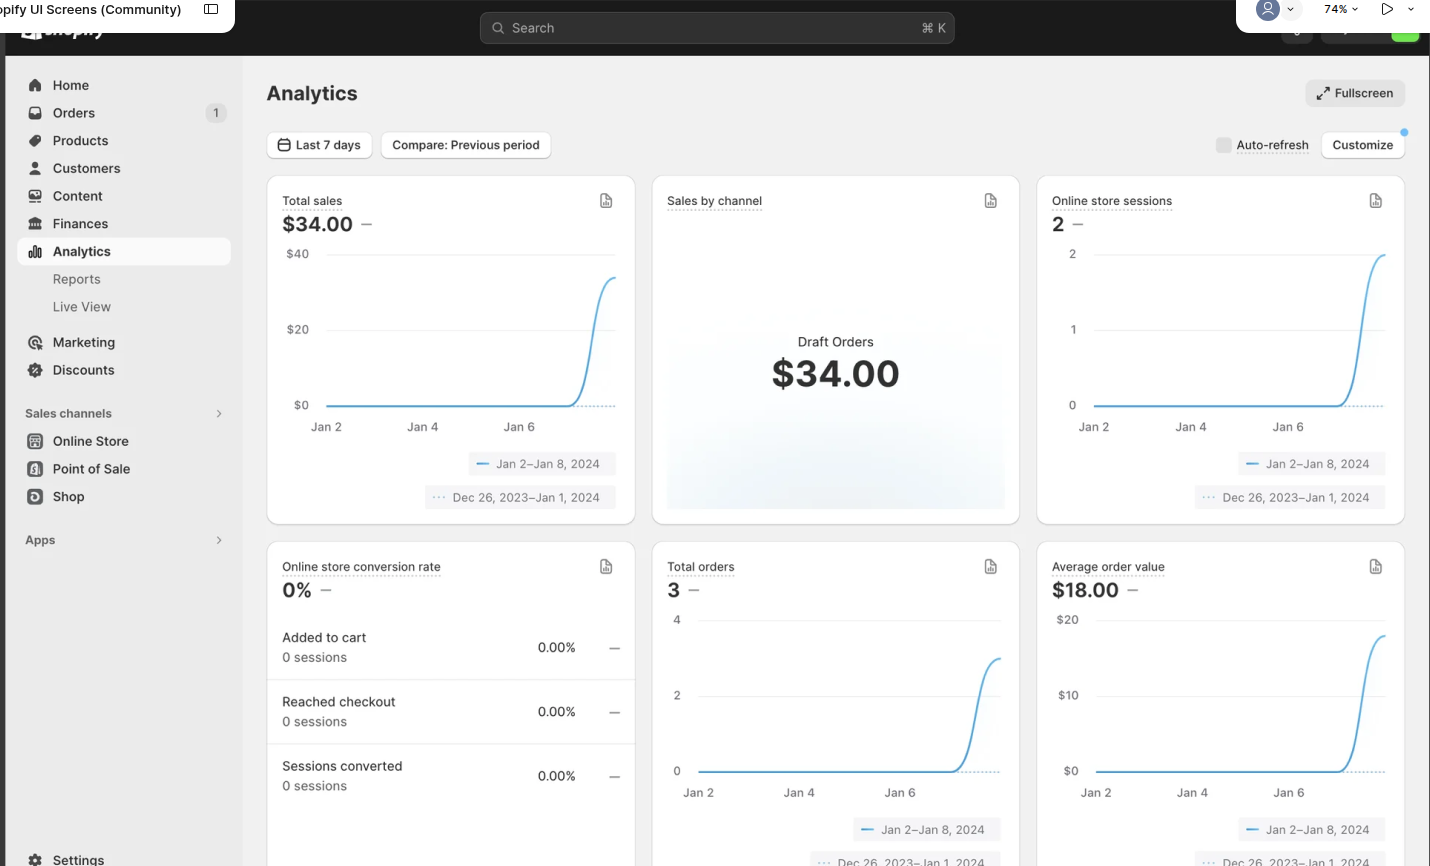 opify UI Screens (Community)
74%
Search
⌘ K
Home
Orders
1
Products
Customers
Content
Finances
Analytics
Reports
Live View
Marketing
Discounts
Sales channels
Online Store
Point of Sale
Shop
Apps
Settings
Analytics
Fullscreen
Last 7 days
Compare: Previous period
Auto-refresh
Customize
Total sales
$34.00 —
$40
$20
$0
Jan 2 Jan 4 Jan 6
Jan 2–Jan 8, 2024
Dec 26, 2023–Jan 1, 2024
Sales by channel
Draft Orders
$34.00
Online store sessions
2 —
2
1
0
Jan 2 Jan 4 Jan 6
Jan 2–Jan 8, 2024
Dec 26, 2023–Jan 1, 2024
Online store conversion rate
0% —
Added to cart
0 sessions
0.00% —
Reached checkout
0 sessions
0.00% —
Sessions converted
0 sessions
0.00% —
Total orders
3 —
4
2
0
Jan 2 Jan 4 Jan 6
Jan 2–Jan 8, 2024
Dec 26, 2023–Jan 1, 2024
Average order value
$18.00 —
$20
$10
$0
Jan 2 Jan 4 Jan 6
Jan 2–Jan 8, 2024
Dec 26, 2023–Jan 1, 2024